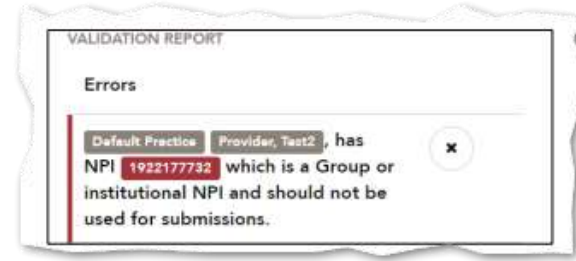 VALIDATION REPORT
Errors
Default Practice Provider, Test2 , has
NPI 1922177732 which is a Group or
institutional NPI and should not be
used for submissions.